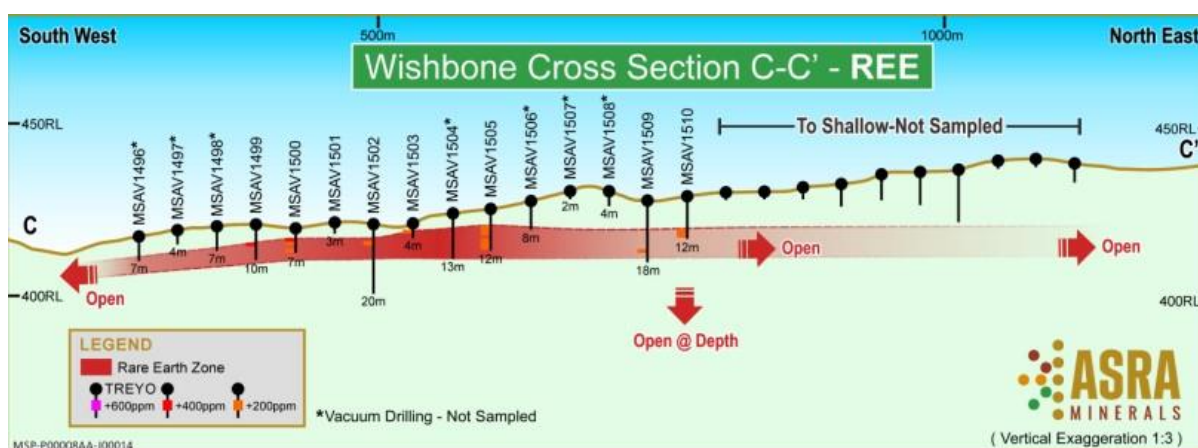 South West
500m
1000m
North East
Wishbone Cross Section C-C' - REE
450RL
450RL
MSAV1496*
MSAV1497*
MSAV1498*
MSAV1499
MSAV1500
MSAV1501
MSAV1502
MSAV1503
MSAV1504*
MSAV1505
MSAV1506*
MSAV1507*
MSAV1508*
MSAV1509
MSAV1510
To Shallow-Not Sampled
C
C'
7m
4m
7m
10m
7m
3m
20m
4m
13m
12m
8m
2m
4m
18m
12m
Open
Open
Open
400RL
400RL
Open @ Depth
LEGEND
Rare Earth Zone
TREYO
+600ppm
+400ppm
+200ppm
*Vacuum Drilling - Not Sampled
ASRA
MINERALS
( Vertical Exaggeration 1:3 )
MSP-P00008AA-J00014